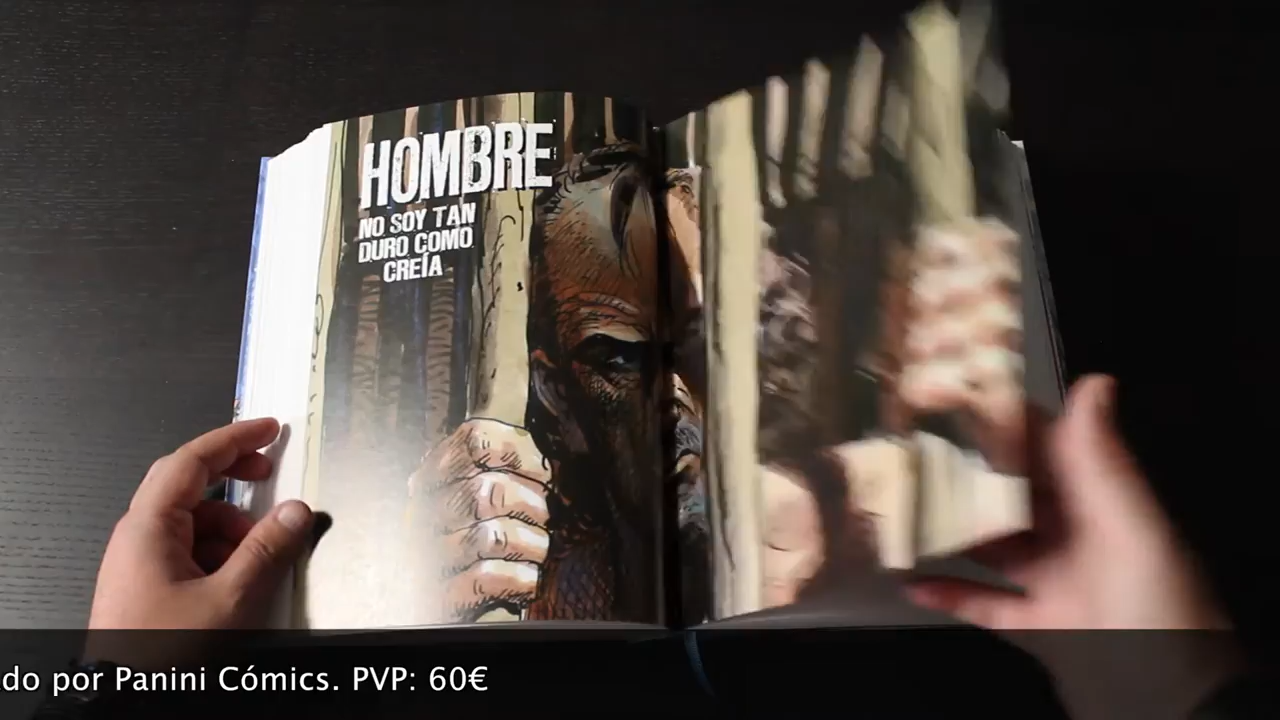 HOMBRE
NO SOY TAN
DURO COMO
CREÍA
do por Panini Cómics. PVP: 60€